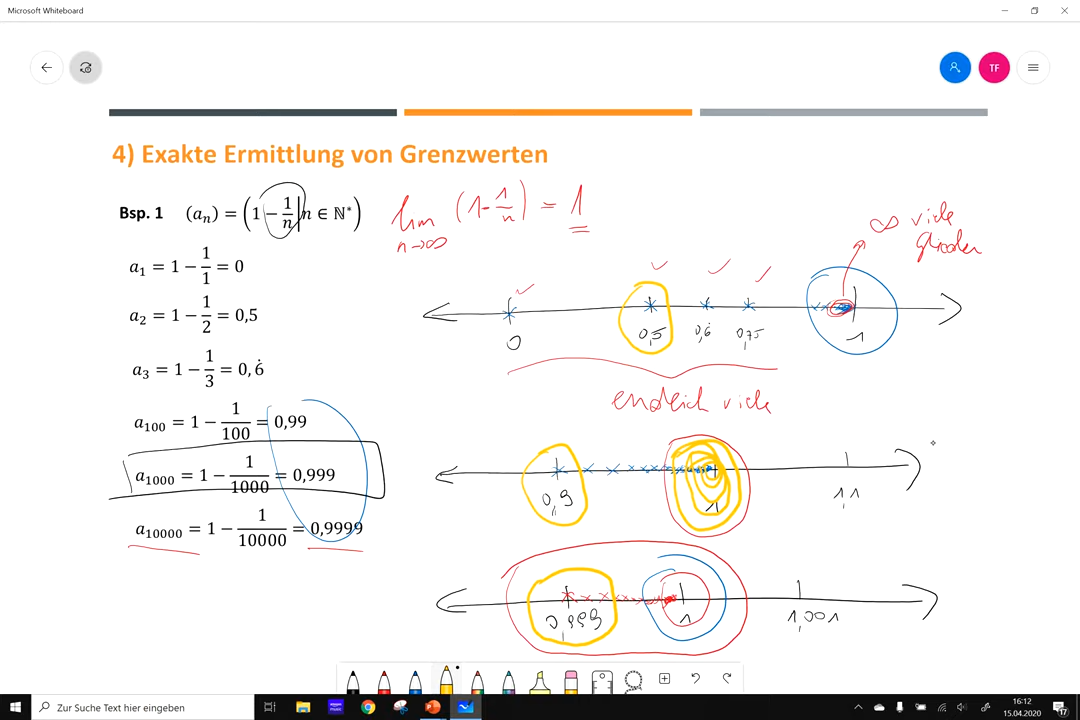 Microsoft Whiteboard
TF
4) Exakte Ermittlung von Grenzwerten
Bsp. 1 (aₙ) = (1 − 1/n | n ∈ ℕ*)
lim n→∞ (1 - 1/n) = 1
∞ viele
Glieder
a₁ = 1 − 1/1 = 0
a₂ = 1 − 1/2 = 0,5
0 0,5 0,6̇ 0,75 1
a₃ = 1 − 1/3 = 0,6̇
endlich viele
a₁₀₀ = 1 − 1/100 = 0,99
a₁₀₀₀ = 1 − 1/1000 = 0,999
0,9 1 1,1
a₁₀₀₀₀ = 1 − 1/10000 = 0,9999
0,999 1 1,001
Zur Suche Text hier eingeben
amazon music
16:12
15.04.2020
17